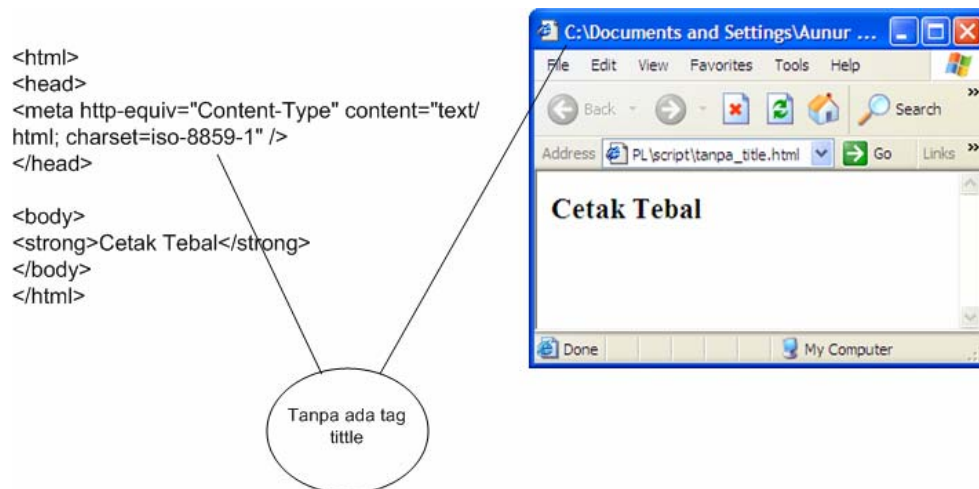 <html>
<head>
<meta http-equiv="Content-Type" content="text/
html; charset=iso-8859-1" />
</head>
<body>
<strong>Cetak Tebal</strong>
</body>
</html>
Tanpa ada tag
tittle
C:\Documents and Settings\Aunur ...
File Edit View Favorites Tools Help
Back Search »
Address PL\script\tanpa_title.html Go Links »
Cetak Tebal
Done My Computer